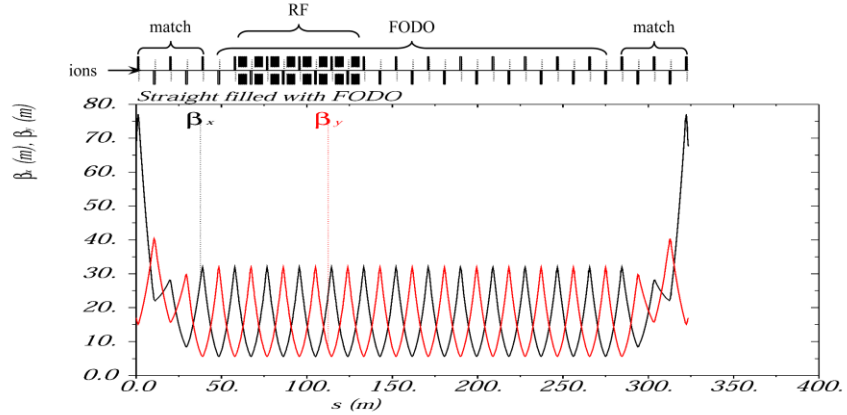 RF
match
FODO
match
ions
Straight filled with FODO
80.
βx
βy
70.
60.
50.
40.
30.
20.
10.
0.0
0.0
50.
100.
150.
200.
250.
300.
350.
400.
s (m)
βx (m), βy (m)